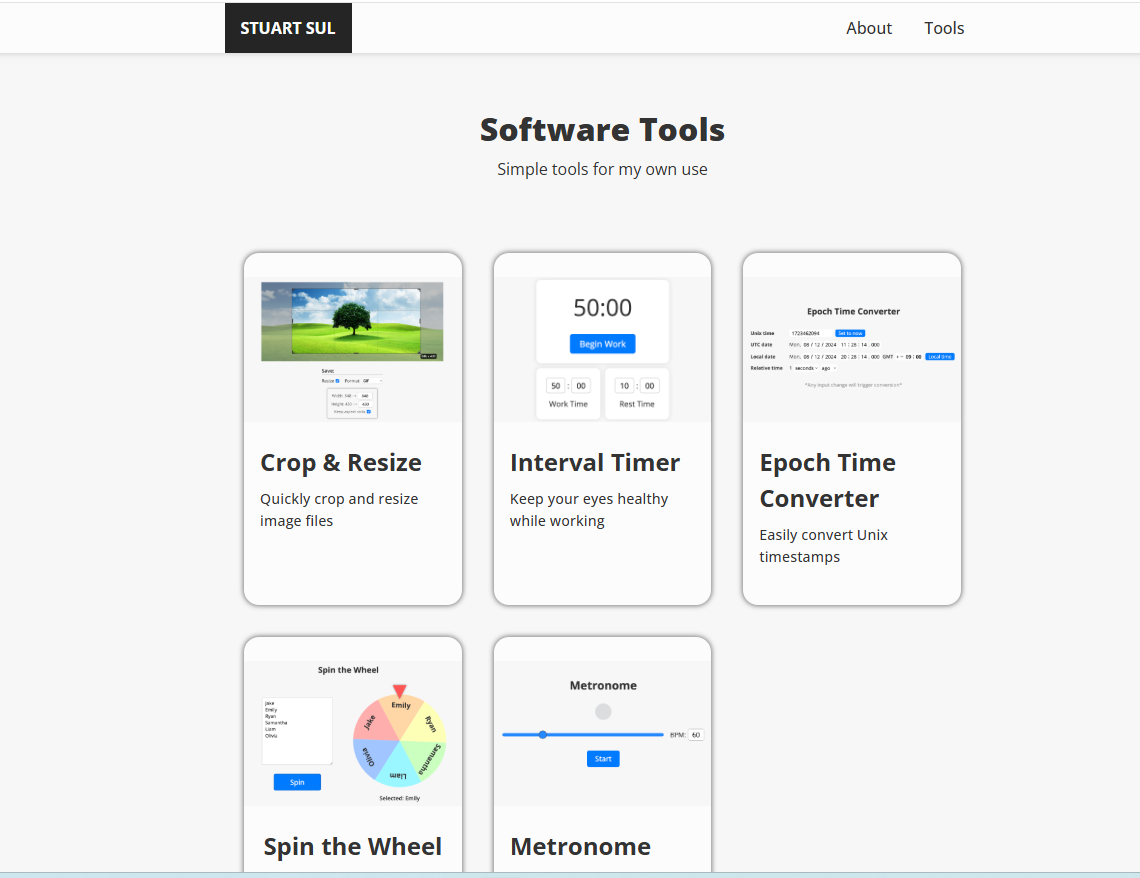 STUART SUL
About
Tools
Software Tools
Simple tools for my own use
Save:
Resize Format GIF
Keep aspect ratio
Crop & Resize
Quickly crop and resize
image files
50:00
Begin Work
50 : 00
10 : 00
Work Time
Rest Time
Interval Timer
Keep your eyes healthy
while working
Epoch Time Converter
Unix time 1723462094 Set to now
UTC date Mon, 08 / 12 / 2024 11 : 28 : 14 . 000
Local date Mon, 08 / 12 / 2024 20 : 28 : 14 . 000 GMT + 09 : 00 Local time
Relative time 1 seconds ago
*Any input change will trigger conversion*
Epoch Time
Converter
Easily convert Unix
timestamps
Spin the Wheel
Jake
Emily
Ryan
Samantha
Liam
Olivia
Spin
Emily
Ryan
Samantha
Liam
Olivia
Jake
Selected: Emily
Spin the Wheel
Metronome
BPM: 60
Start
Metronome